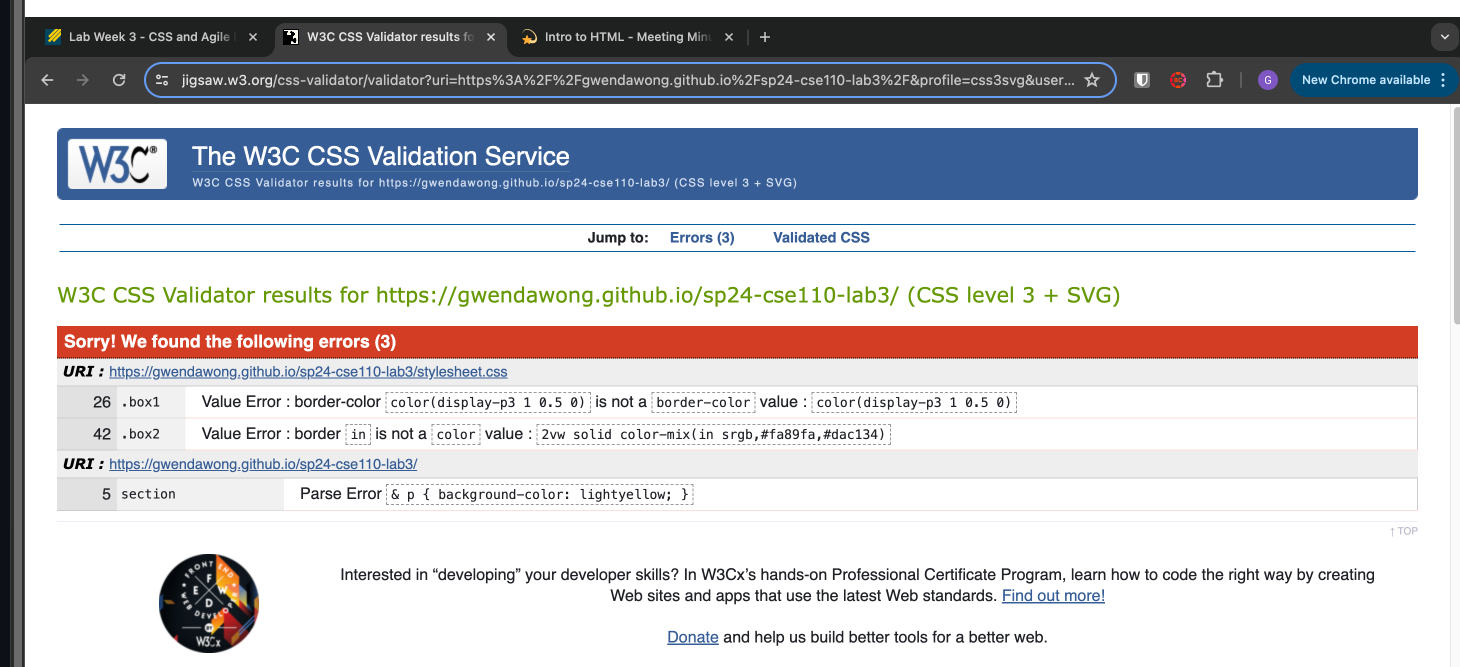 Lab Week 3 - CSS and Agile
W3C CSS Validator results fo
Intro to HTML - Meeting Minu
jigsaw.w3.org/css-validator/validator?uri=https%3A%2F%2Fgwendawong.github.io%2Fsp24-cse110-lab3%2F&profile=css3svg&user...
G
New Chrome available
W3C®
The W3C CSS Validation Service
W3C CSS Validator results for https://gwendawong.github.io/sp24-cse110-lab3/ (CSS level 3 + SVG)
Jump to: Errors (3) Validated CSS
W3C CSS Validator results for https://gwendawong.github.io/sp24-cse110-lab3/ (CSS level 3 + SVG)
Sorry! We found the following errors (3)
URI : https://gwendawong.github.io/sp24-cse110-lab3/stylesheet.css
26 .box1 Value Error : border-color color(display-p3 1 0.5 0) is not a border-color value : color(display-p3 1 0.5 0)
42 .box2 Value Error : border in is not a color value : 2vw solid color-mix(in srgb,#fa89fa,#dac134)
URI : https://gwendawong.github.io/sp24-cse110-lab3/
5 section Parse Error & p { background-color: lightyellow; }
↑ TOP
FRONT END
WEB DEVELOPER
F E W D
W3Cx
Interested in “developing” your developer skills? In W3Cx’s hands-on Professional Certificate Program, learn how to code the right way by creating
Web sites and apps that use the latest Web standards. Find out more!
Donate and help us build better tools for a better web.